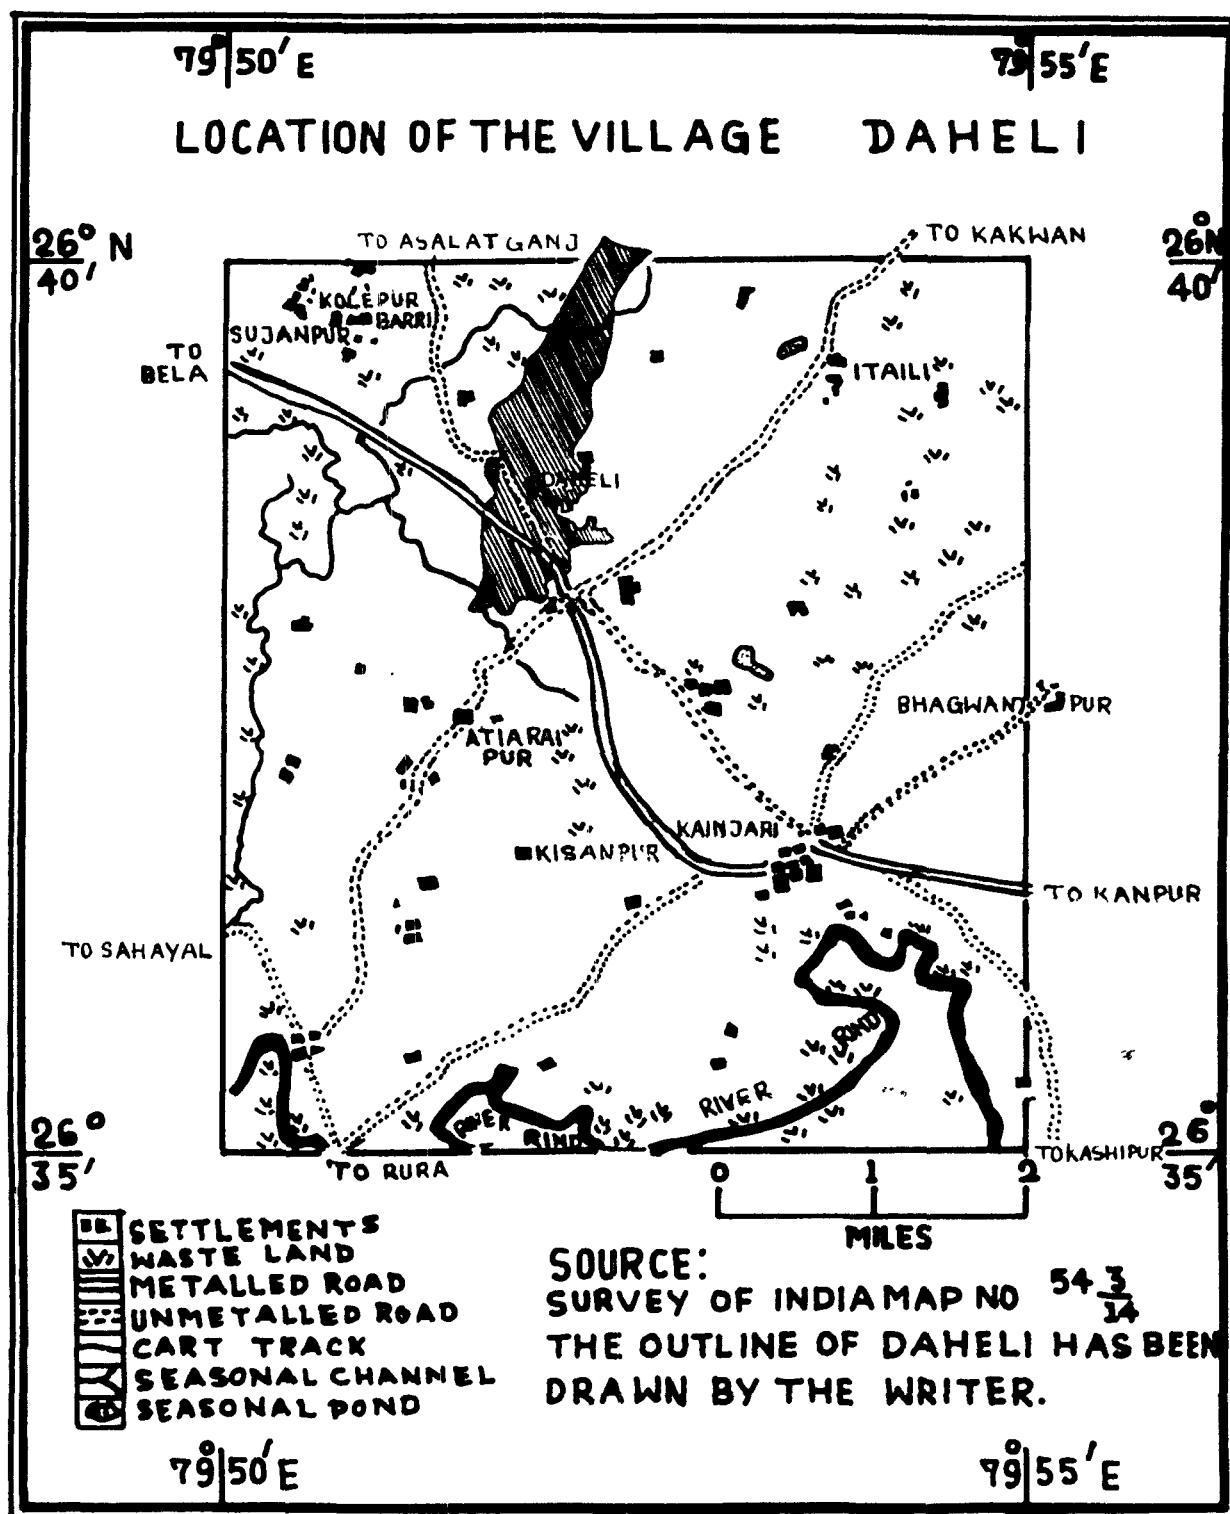 79°50'E
79°55'E
LOCATION OF THE VILLAGE DAHELI
26° N
40'
26°N
40'
TO ASALATGANJ
TO KAKWAN
KOLEPUR
BARRI
SUJANPUR
TO
BELA
ITAILI
DAHELI
BHAGWANT PUR
ATIARAI
PUR
KAINJARI
KISANPUR
TO KANPUR
TO SAHAYAL
RIND
RIVER
RIVER
RIND
26°
35'
26°
35'
TO RURA
TO KASHIPUR
0 1 2
MILES
SETTLEMENTS
WASTE LAND
METALLED ROAD
UNMETALLED ROAD
CART TRACK
SEASONAL CHANNEL
SEASONAL POND
SOURCE:
SURVEY OF INDIA MAP NO 54 3/14
THE OUTLINE OF DAHELI HAS BEEN
DRAWN BY THE WRITER.
79°50'E
79°55'E